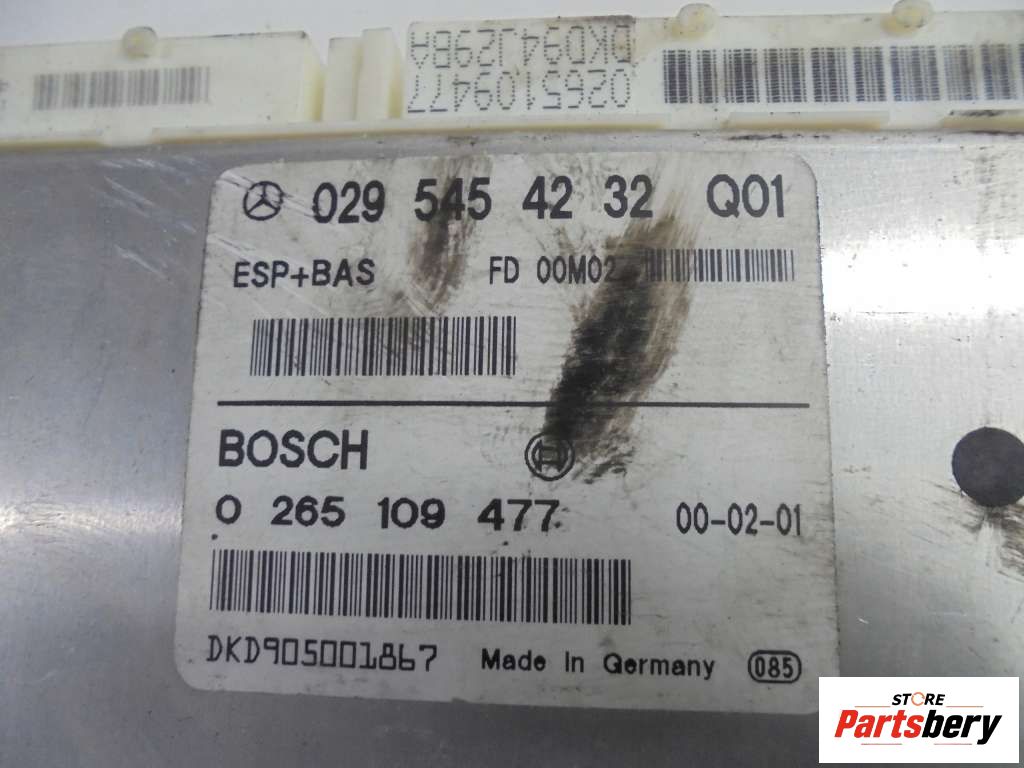 DKD94J29BA
0265109477
029 545 42 32 Q01
ESP+BAS FD 00M02
BOSCH
0 265 109 477 00-02-01
DKD905001867 Made in Germany 085
STORE
Partsbery